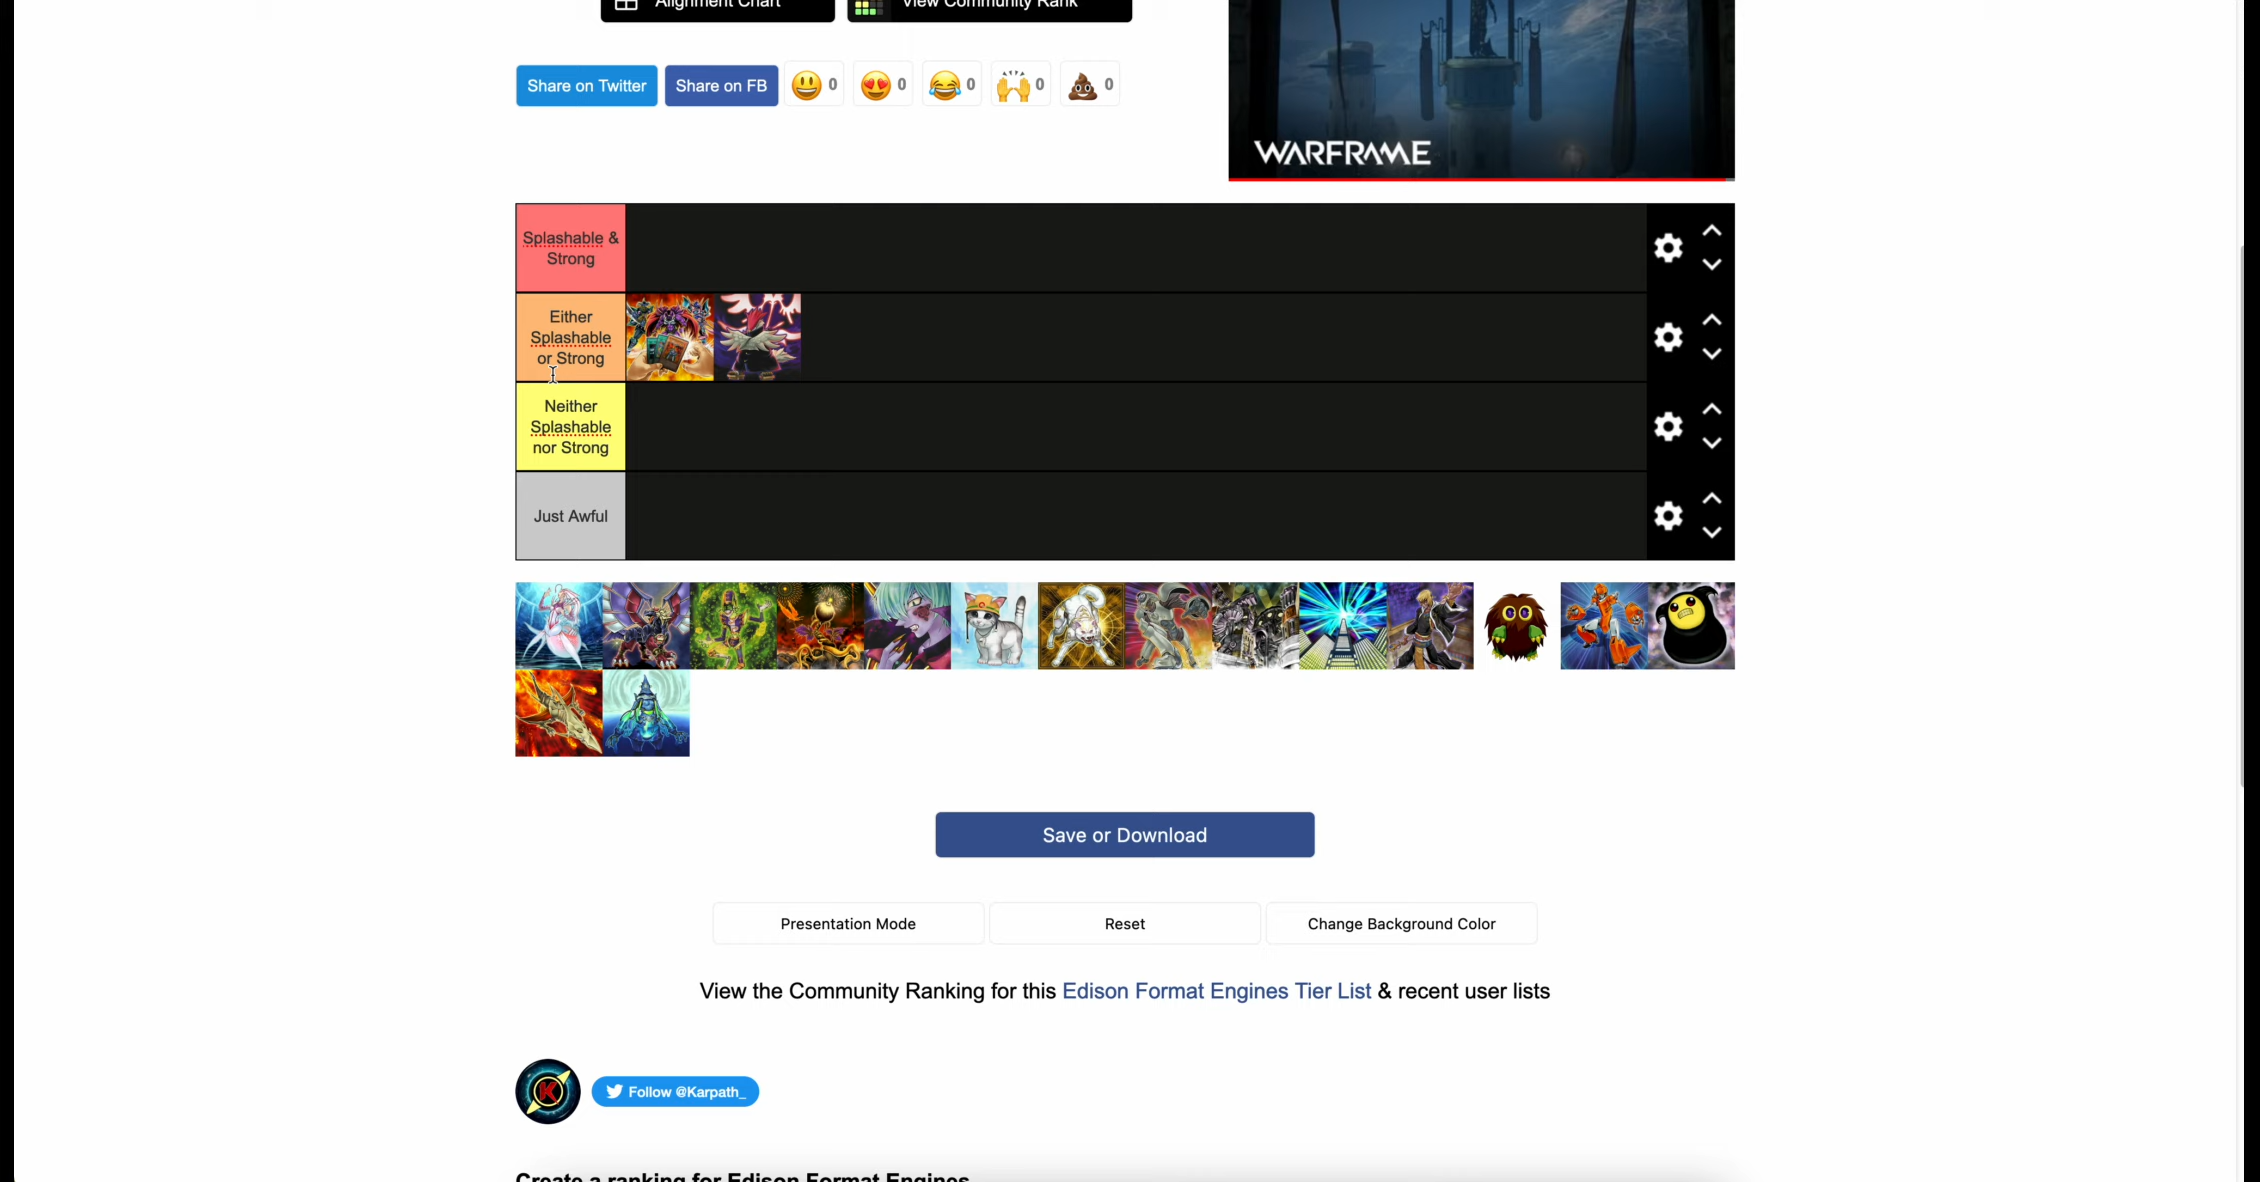 Alignment Chart
View Community Rank
Share on Twitter
Share on FB
0
0
0
0
0
WARFRAME
Splashable &
Strong
Either
Splashable
or Strong
Neither
Splashable
nor Strong
Just Awful
Save or Download
Presentation Mode
Reset
Change Background Color
View the Community Ranking for this Edison Format Engines Tier List & recent user lists
K
Follow @Karpath_
Create a ranking for Edison Format Engines